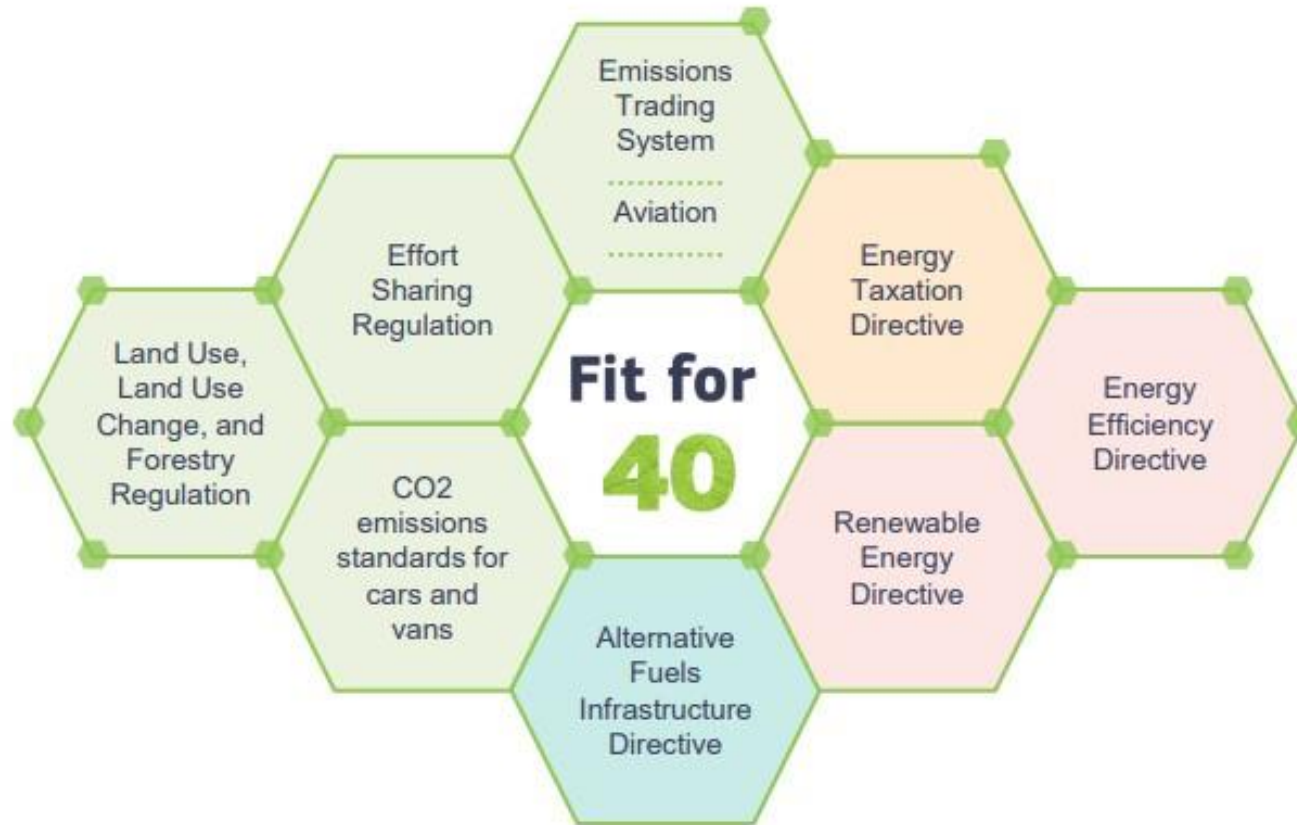 Emissions
Trading
System
Aviation
Effort
Sharing
Regulation
Energy
Taxation
Directive
Land Use,
Land Use
Change, and
Forestry
Regulation
Fit for
40
Energy
Efficiency
Directive
CO2
emissions
standards for
cars and
vans
Renewable
Energy
Directive
Alternative
Fuels
Infrastructure
Directive